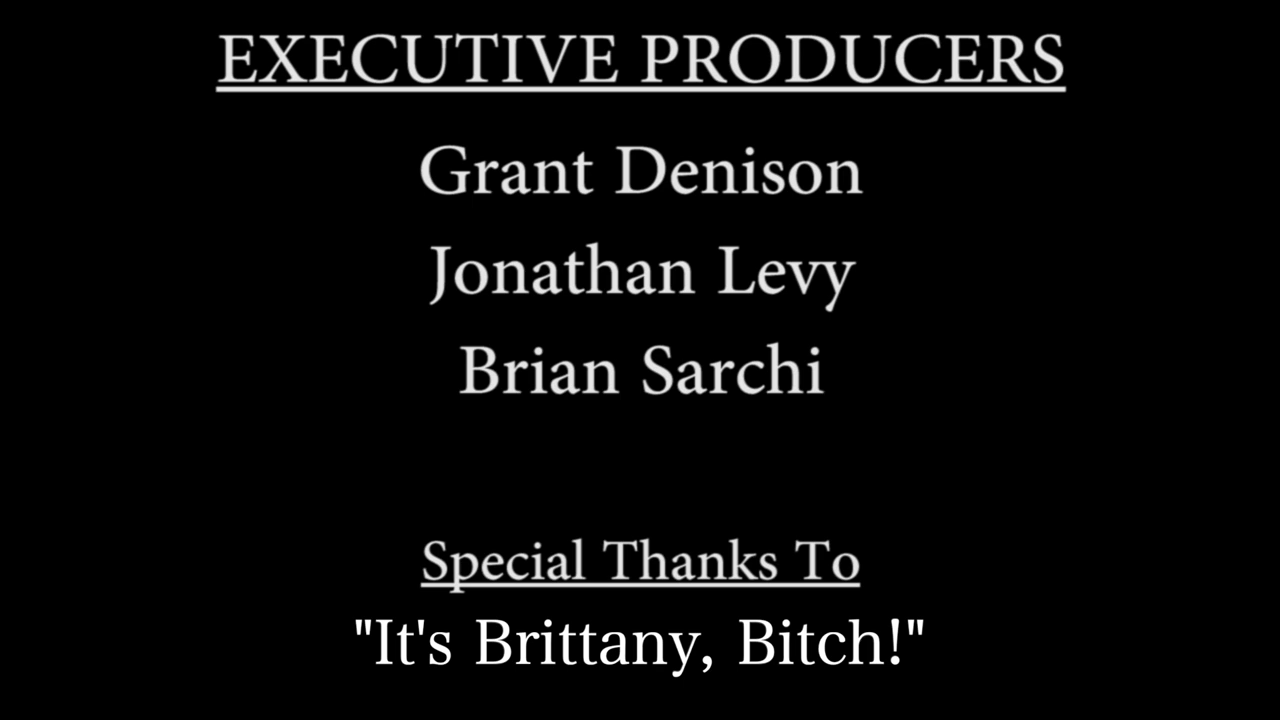 EXECUTIVE PRODUCERS
Grant Denison
Jonathan Levy
Brian Sarchi
Special Thanks To
"It's Brittany, Bitch!"